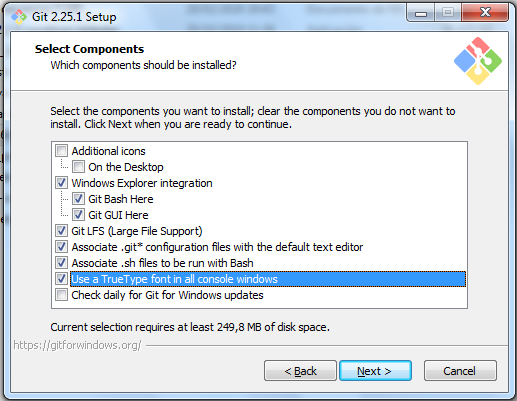 Git 2.25.1 Setup
Select Components
Which components should be installed?
Select the components you want to install; clear the components you do not want to
install. Click Next when you are ready to continue.
Additional icons
On the Desktop
Windows Explorer integration
Git Bash Here
Git GUI Here
Git LFS (Large File Support)
Associate .git* configuration files with the default text editor
Associate .sh files to be run with Bash
Use a TrueType font in all console windows
Check daily for Git for Windows updates
Current selection requires at least 249,8 MB of disk space.
https://gitforwindows.org/
< Back
Next >
Cancel